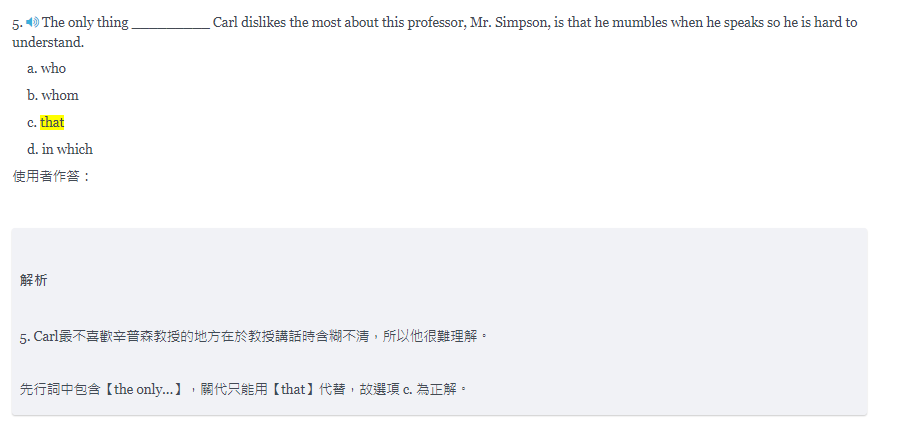 5. The only thing ___________ Carl dislikes the most about this professor, Mr. Simpson, is that he mumbles when he speaks so he is hard to
understand.
a. who
b. whom
c. that
d. in which
使用者作答：
解析
5. Carl最不喜歡辛普森教授的地方在於教授講話時含糊不清，所以他很難理解。
先行詞中包含【the only...】，關代只能用【that】代替，故選項 c. 為正解。